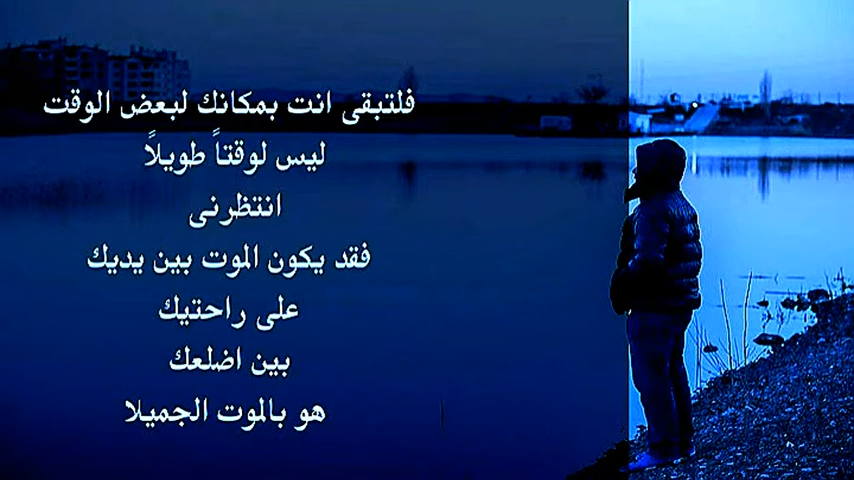 فلتبقى انت بمكانك لبعض الوقت
ليس لوقتاً طويلاً
انتظرنى
فقد يكون الموت بين يديك
على راحتيك
بين اضلعك
هو بالموت الجميلا